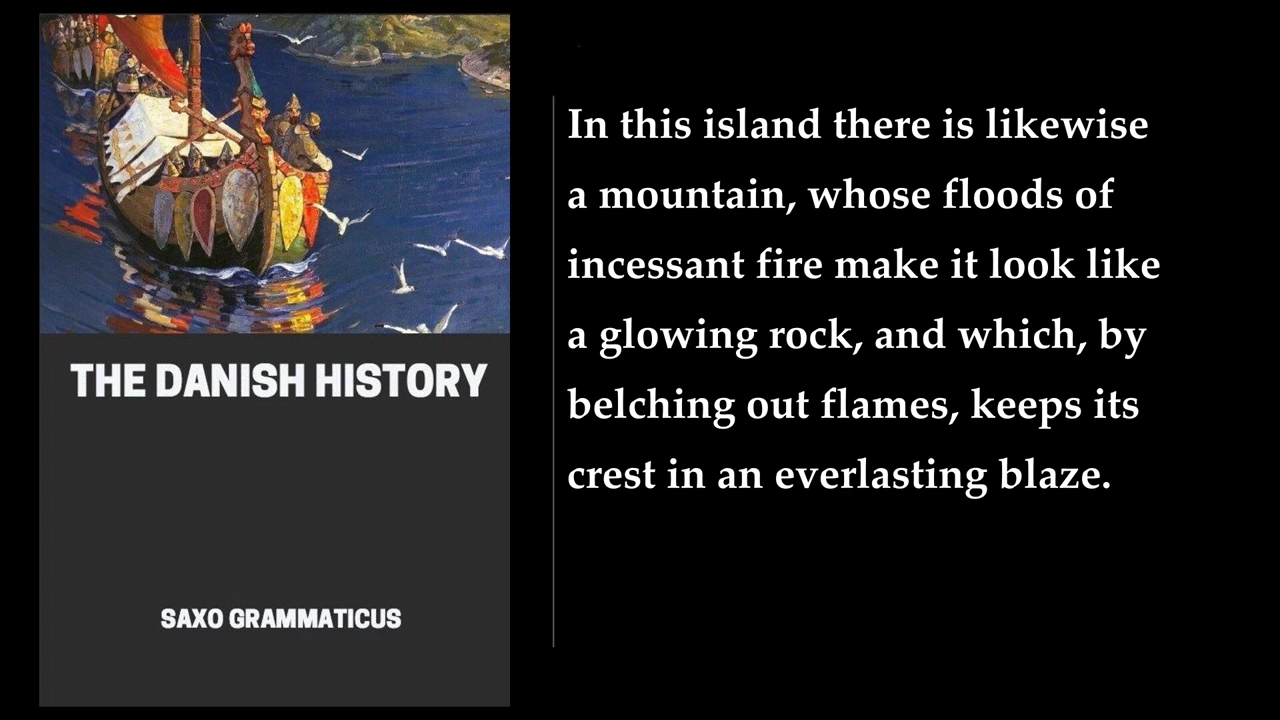 THE DANISH HISTORY
SAXO GRAMMATICUS
In this island there is likewise
a mountain, whose floods of
incessant fire make it look like
a glowing rock, and which, by
belching out flames, keeps its
crest in an everlasting blaze.